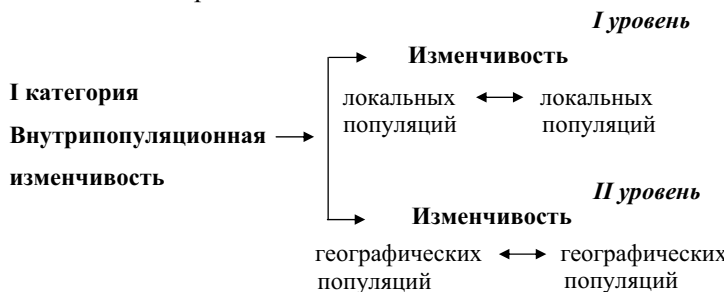 I уровень
Изменчивость
локальных локальных
популяций популяций
I категория
Внутрипопуляционная
изменчивость
II уровень
Изменчивость
географических географических
популяций популяций